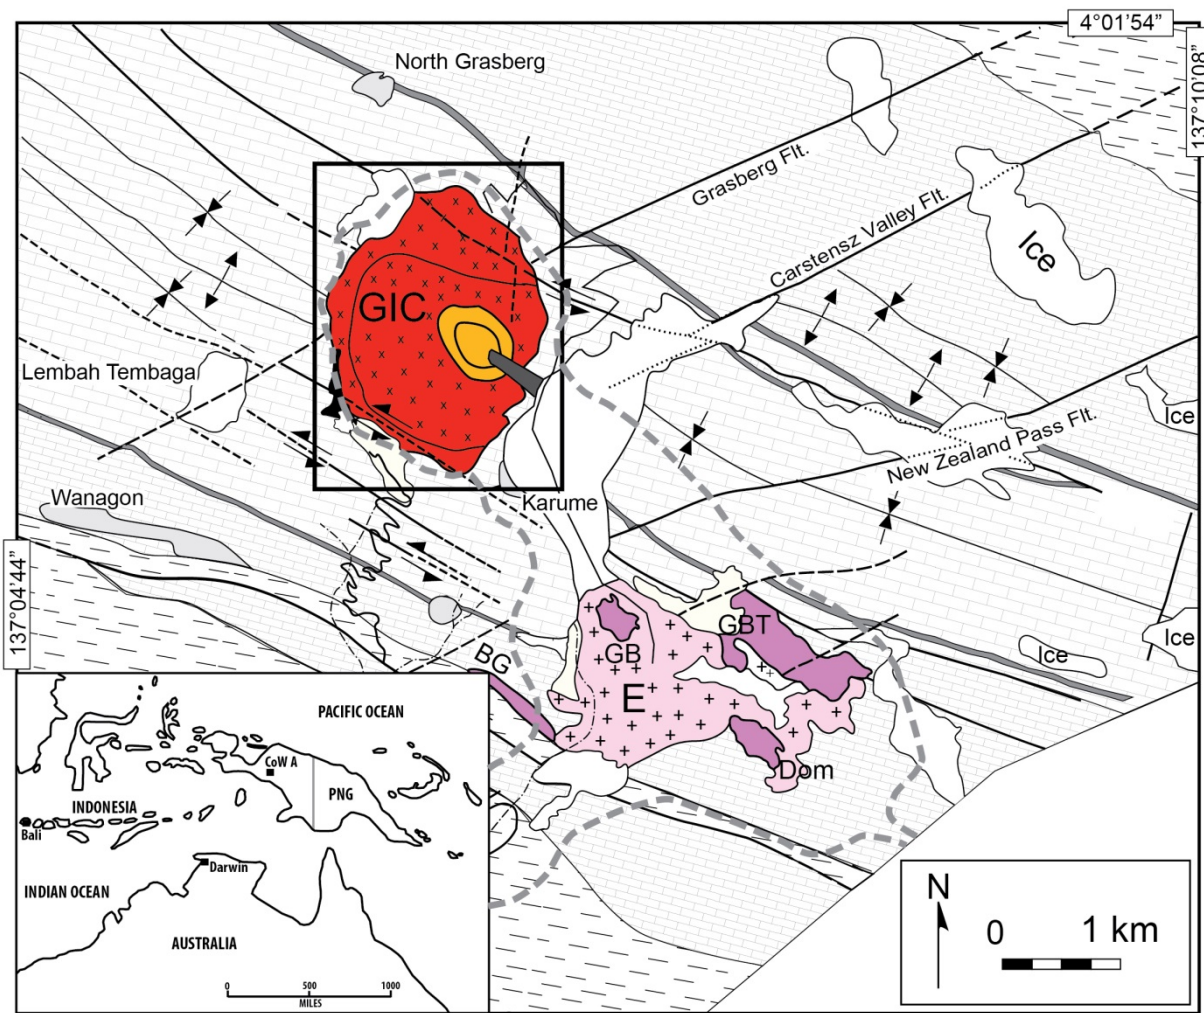 4°01'54"
137°10'08"
North Grasberg
Grasberg Flt.
Carstensz Valley Flt.
Ice
GIC
Lembah Tembaga
Ice
New Zealand Pass Flt.
Wanagon
Karume
137°04'44"
GBT
GB
BG
E
Ice
Ice
Dom
PACIFIC OCEAN
CoW A
PNG
INDONESIA
Bali
Darwin
INDIAN OCEAN
AUSTRALIA
0 500 1000
MILES
N
0 1 km